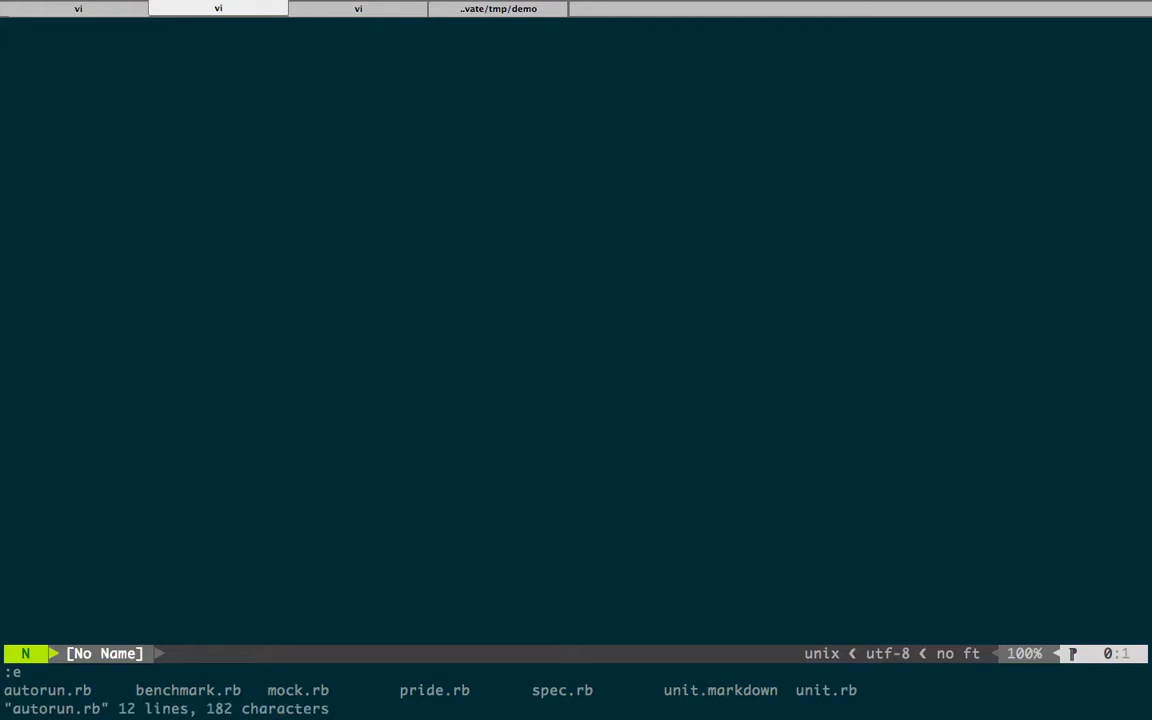 vi vi vi ..vate/tmp/demo
N [No Name] unix utf-8 no ft 100% 0:1
:e
autorun.rb benchmark.rb mock.rb pride.rb spec.rb unit.markdown unit.rb
"autorun.rb" 12 lines, 182 characters